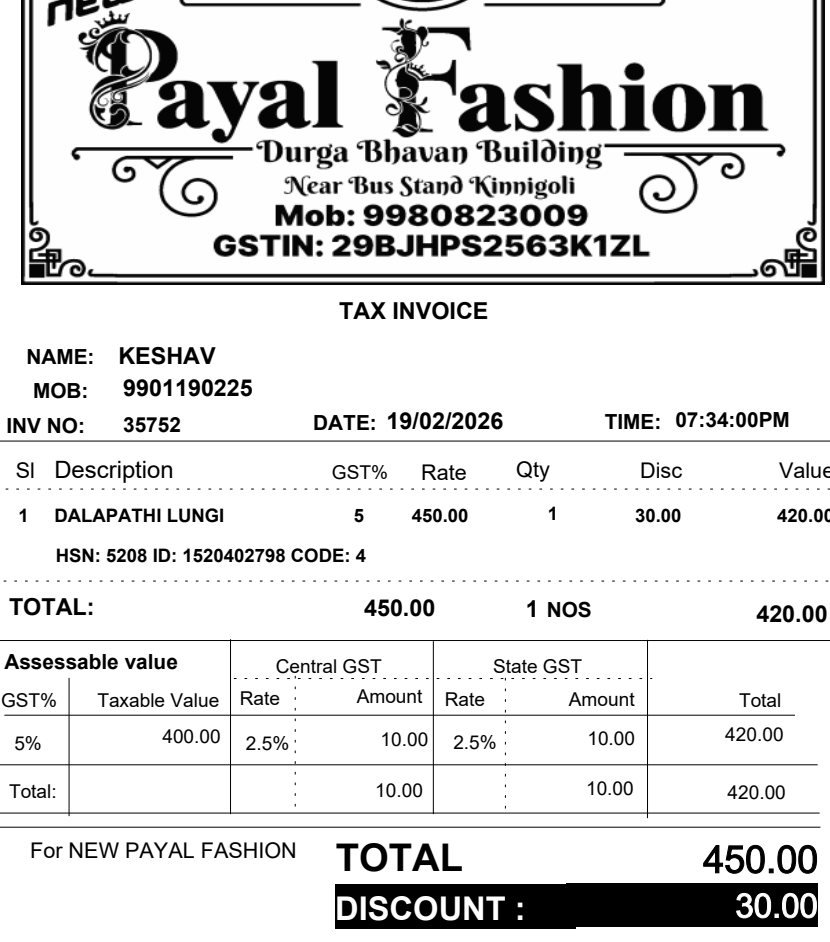 new
Payal Fashion
Durga Bhavan Building
Near Bus Stand Kinnigoli
Mob: 9980823009
GSTIN: 29BJHPS2563K1ZL
TAX INVOICE
NAME: KESHAV
MOB: 9901190225
INV NO: 35752 DATE: 19/02/2026 TIME: 07:34:00PM
Sl Description GST% Rate Qty Disc Value
1 DALAPATHI LUNGI 5 450.00 1 30.00 420.00
HSN: 5208 ID: 1520402798 CODE: 4
TOTAL: 450.00 1 NOS 420.00
Assessable value Central GST State GST
GST% Taxable Value Rate Amount Rate Amount Total
5% 400.00 2.5% 10.00 2.5% 10.00 420.00
Total: 10.00 10.00 420.00
For NEW PAYAL FASHION TOTAL 450.00
DISCOUNT : 30.00